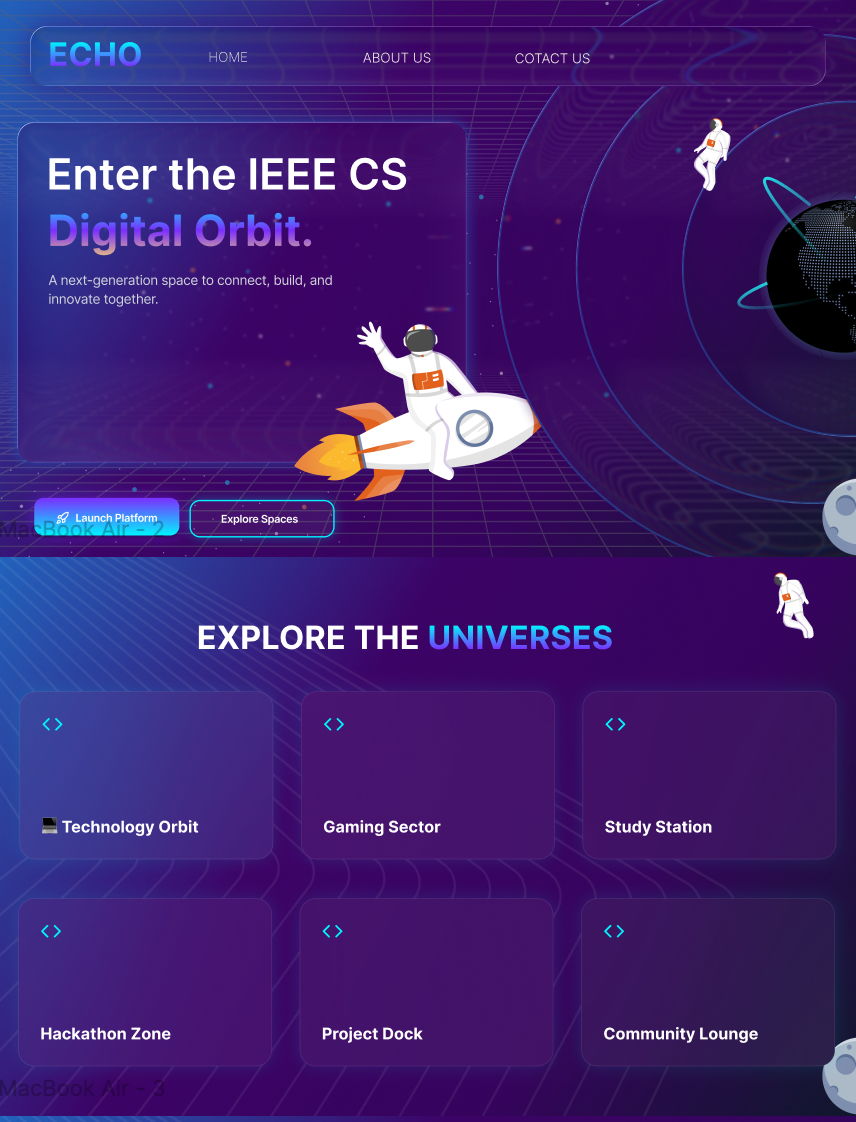 ECHO
HOME
ABOUT US
COTACT US
Enter the IEEE CS
Digital Orbit.
A next-generation space to connect, build, and
innovate together.
Launch Platform
Explore Spaces
MacBook Air - 2
EXPLORE THE UNIVERSES
Technology Orbit
Gaming Sector
Study Station
Hackathon Zone
Project Dock
Community Lounge
MacBook Air - 3